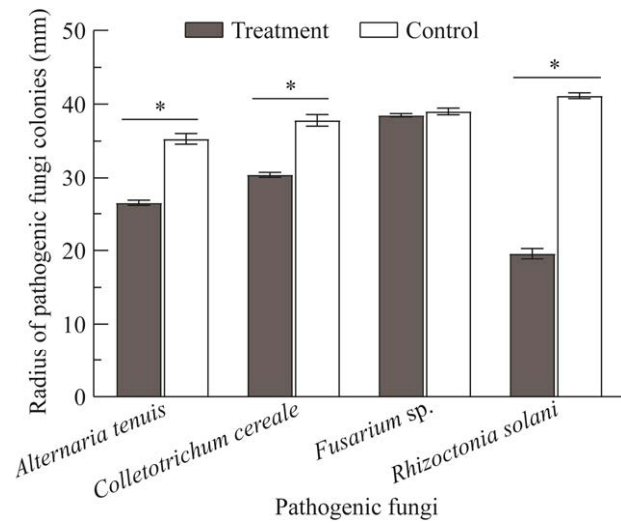 Radius of pathogenic fungi colonies (mm)
50
40
30
20
10
0
Treatment
Control
*
*
*
Alternaria tenuis
Colletotrichum cereale
Fusarium sp.
Rhizoctonia solani
Pathogenic fungi